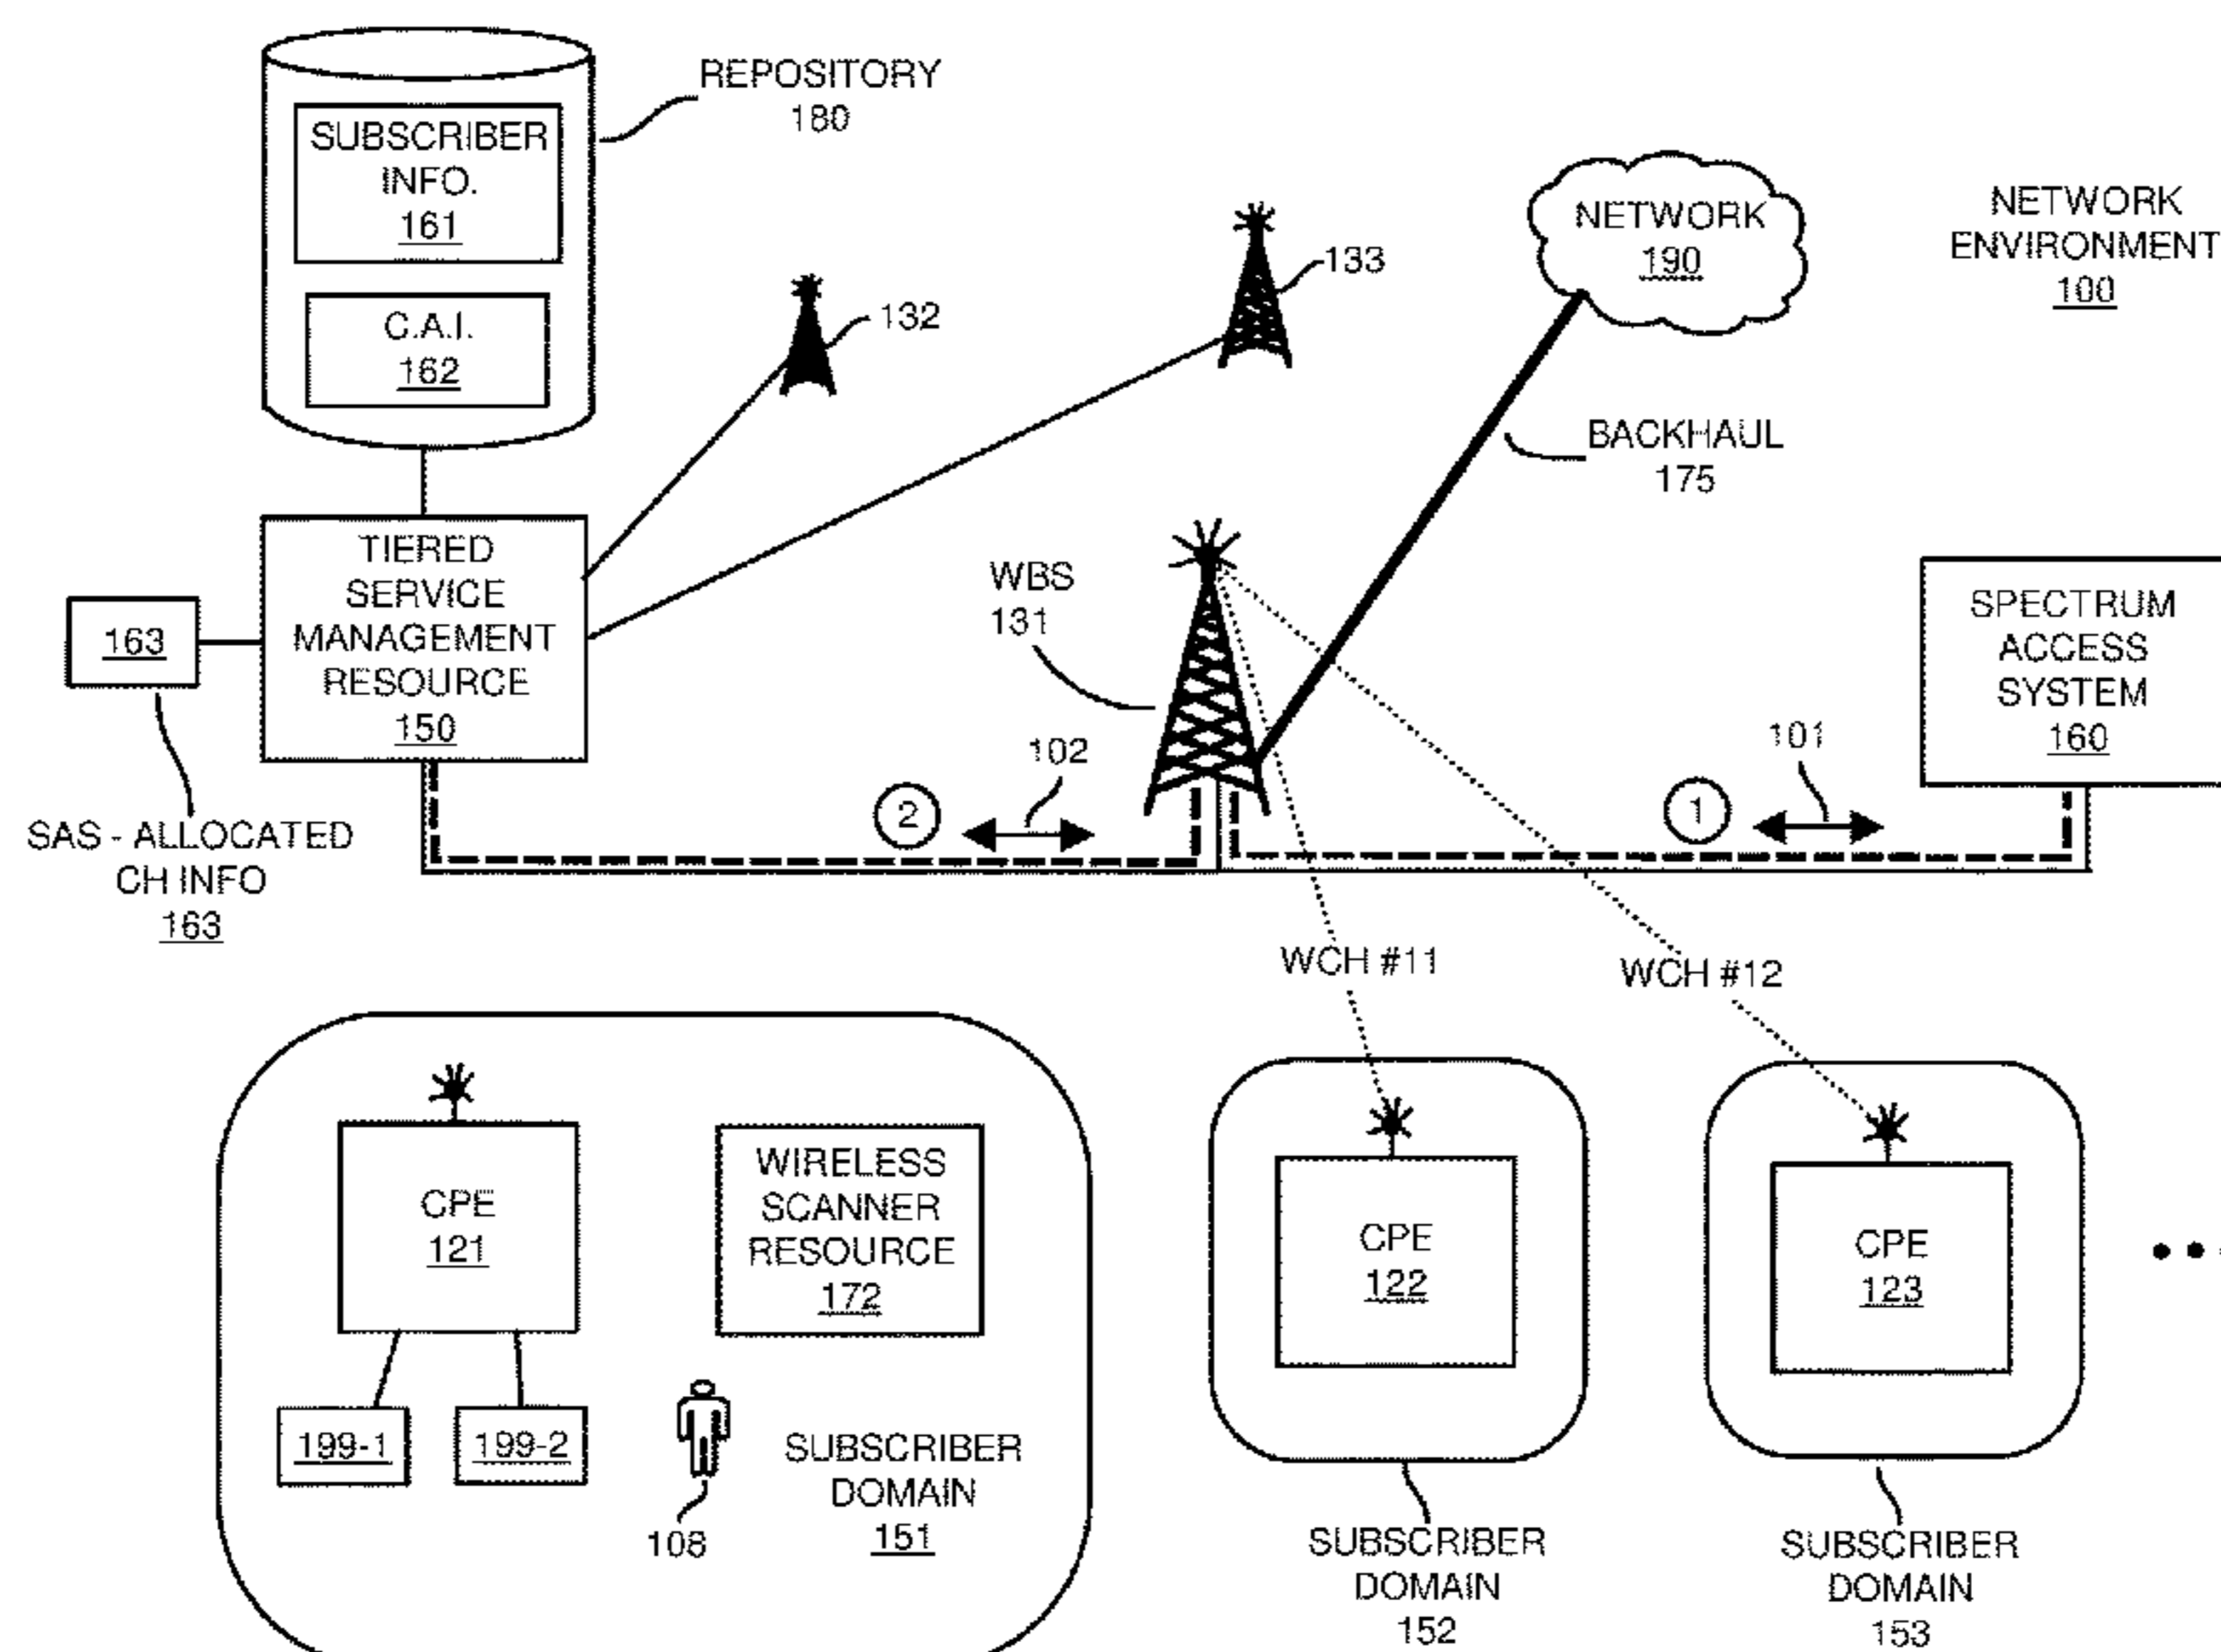 REPOSITORY
180
SUBSCRIBER
INFO.
161
C.A.I.
162
132
133
NETWORK
190
NETWORK
ENVIRONMENT
100
BACKHAUL
175
TIERED
SERVICE
MANAGEMENT
RESOURCE
150
163
SAS - ALLOCATED
CH INFO
163
WBS
131
SPECTRUM
ACCESS
SYSTEM
160
2
102
1
101
WCH #11
WCH #12
CPE
121
WIRELESS
SCANNER
RESOURCE
172
199-1
199-2
108
SUBSCRIBER
DOMAIN
151
CPE
122
SUBSCRIBER
DOMAIN
152
CPE
123
SUBSCRIBER
DOMAIN
153